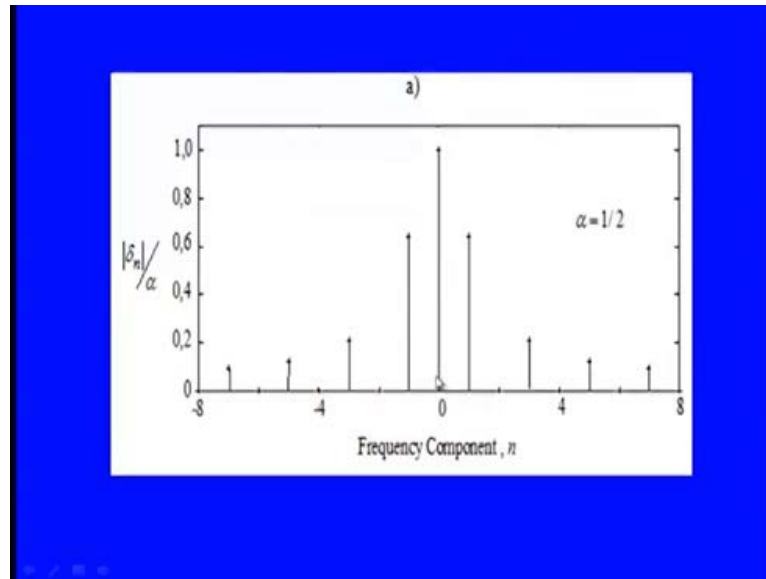 a)
1,0
0,8
α=1/2
0,6
|δₙ|/α
0,4
0,2
0
-8 -4 0 4 8
Frequency Component , n